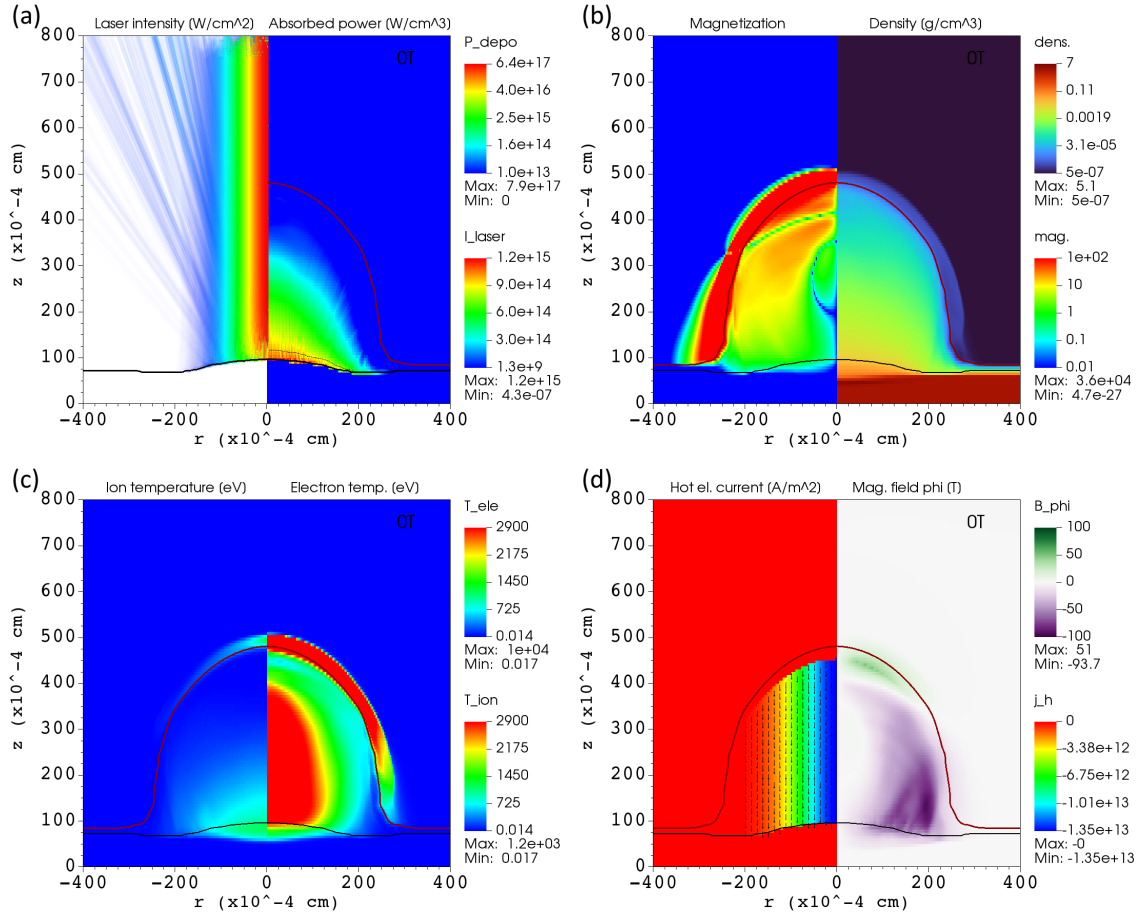 (a)
Laser intensity [W/cm^2]
Absorbed power [W/cm^3]
0T
800
700
600
500
400
300
200
100
0
z (x10^-4 cm)
-400
-200
0
200
400
r (x10^-4 cm)
P_depo
6.4e+17
4.0e+16
2.5e+15
1.6e+14
1.0e+13
Max: 7.9e+17
Min: 0
I_laser
1.2e+15
9.0e+14
6.0e+14
3.0e+14
1.3e+9
Max: 1.2e+15
Min: 4.3e-07
(b)
Magnetization
Density [g/cm^3]
0T
800
700
600
500
400
300
200
100
0
z (x10^-4 cm)
-400
-200
0
200
400
r (x10^-4 cm)
dens.
7
0.11
0.0019
3.1e-05
5e-07
Max: 5.1
Min: 5e-07
mag.
1e+02
10
1
0.1
0.01
Max: 3.6e+04
Min: 4.7e-27
(c)
Ion temperature [eV]
Electron temp. [eV]
0T
800
700
600
500
400
300
200
100
0
z (x10^-4 cm)
-400
-200
0
200
400
r (x10^-4 cm)
T_ele
2900
2175
1450
725
0.014
Max: 1e+04
Min: 0.017
T_ion
2900
2175
1450
725
0.014
Max: 1.2e+03
Min: 0.017
(d)
Hot el. current [A/m^2]
Mag. field phi [T]
0T
800
700
600
500
400
300
200
100
0
z (x10^-4 cm)
-400
-200
0
200
400
r (x10^-4 cm)
B_phi
100
50
0
-50
-100
Max: 51
Min: -93.7
j_h
0
-3.38e+12
-6.75e+12
-1.01e+13
-1.35e+13
Max: -0
Min: -1.35e+13